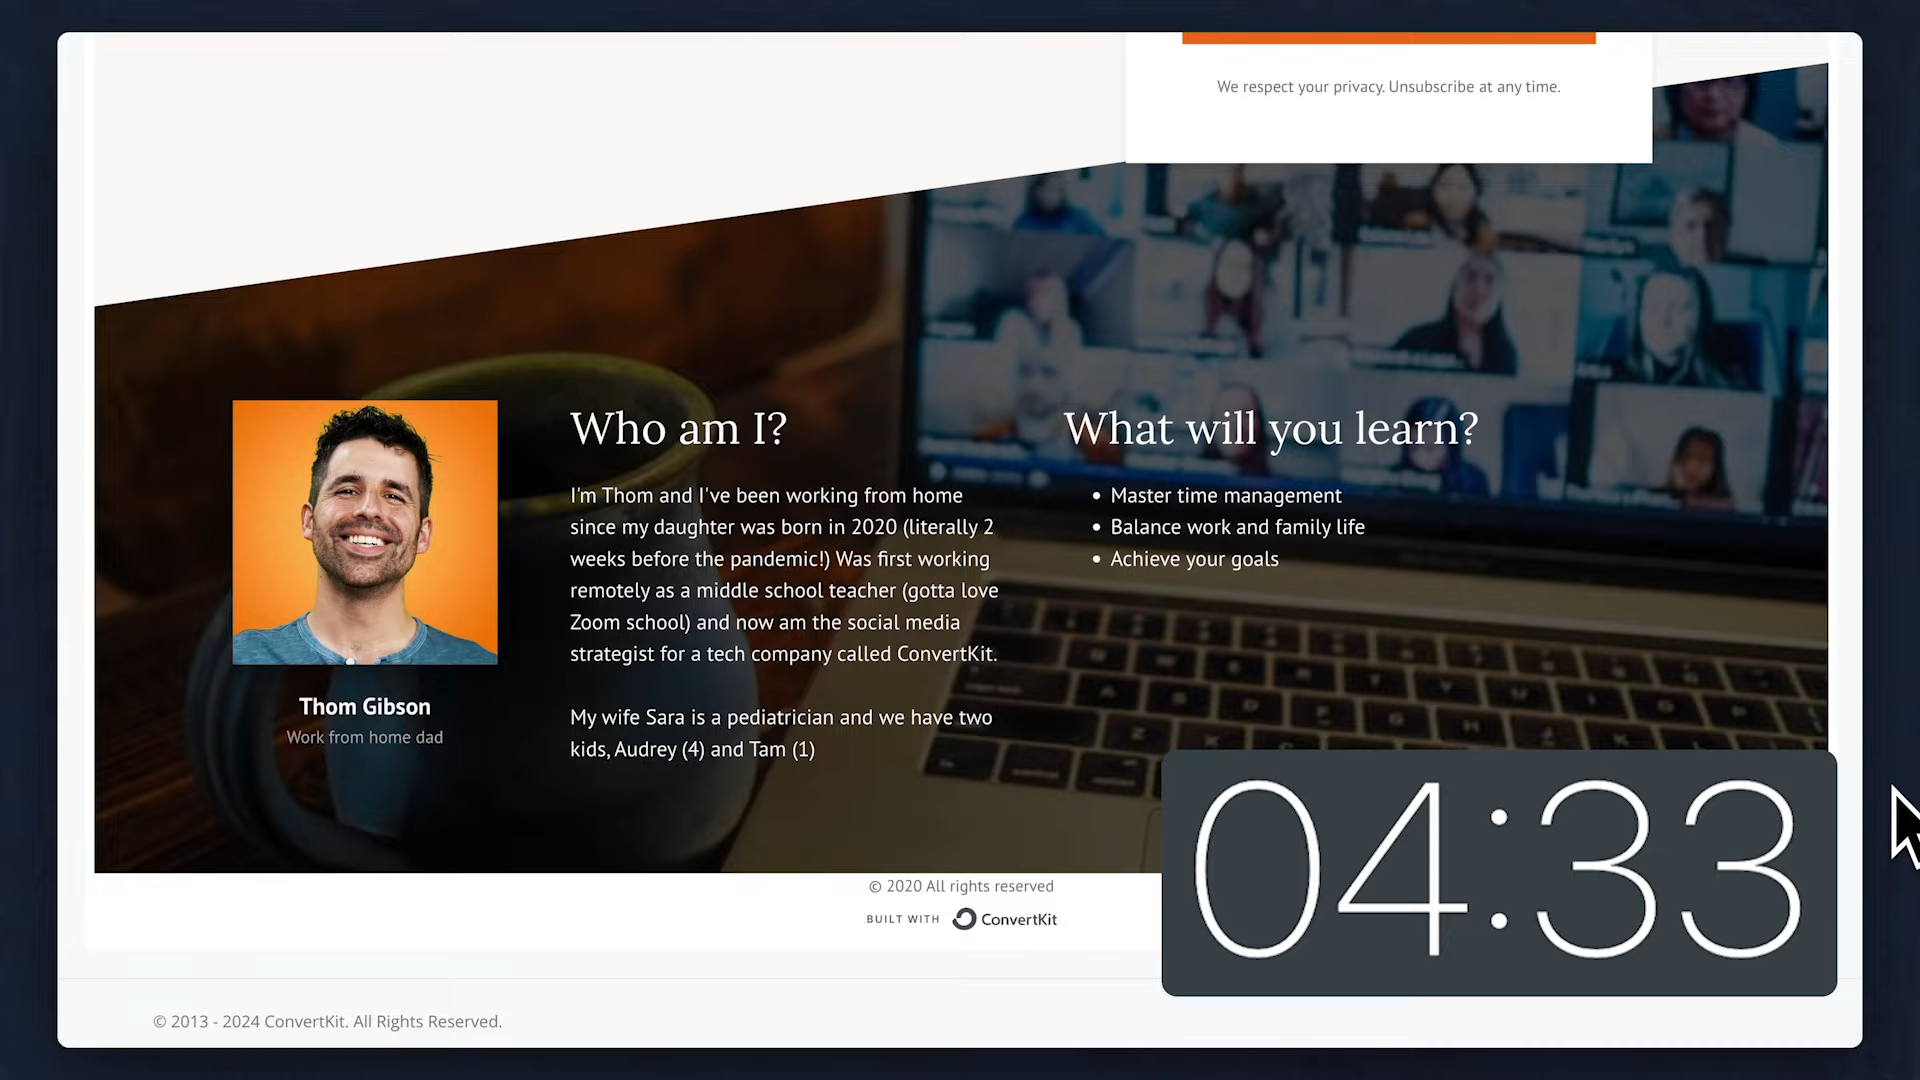 We respect your privacy. Unsubscribe at any time.
Who am I?
I'm Thom and I've been working from home
since my daughter was born in 2020 (literally 2
weeks before the pandemic!) Was first working
remotely as a middle school teacher (gotta love
Zoom school) and now am the social media
strategist for a tech company called ConvertKit.
My wife Sara is a pediatrician and we have two
kids, Audrey (4) and Tam (1)
What will you learn?
• Master time management
• Balance work and family life
• Achieve your goals
Thom Gibson
Work from home dad
04:33
© 2020 All rights reserved
BUILT WITH ConvertKit
© 2013 - 2024 ConvertKit. All Rights Reserved.